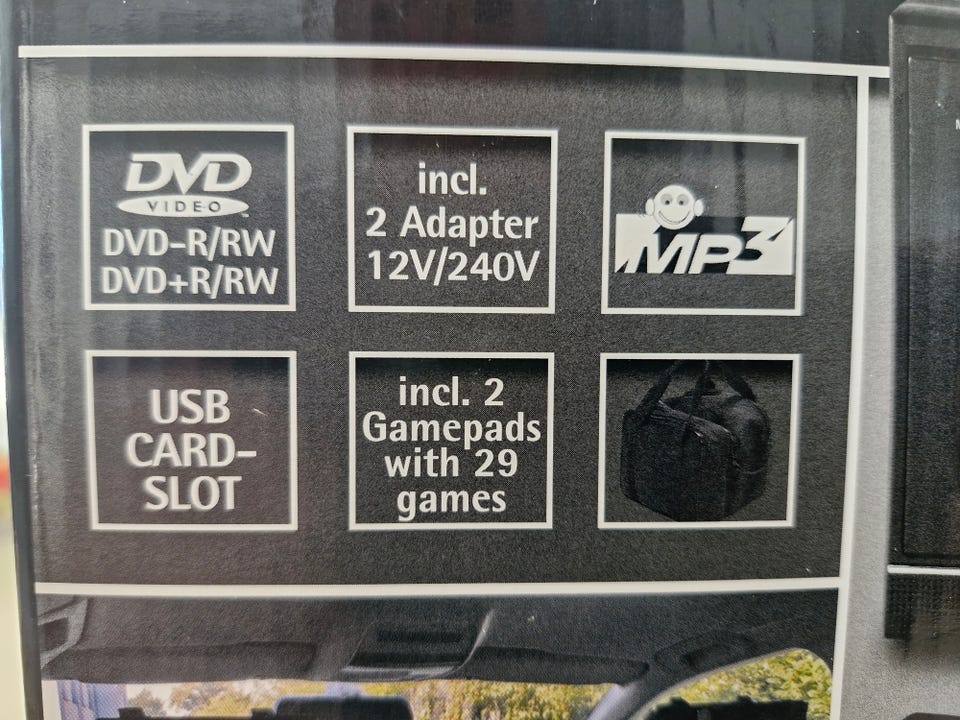 DVD
VIDEO
DVD-R/RW
DVD+R/RW
incl.
2 Adapter
12V/240V
MP3
USB
CARD-
SLOT
incl. 2
Gamepads
with 29
games